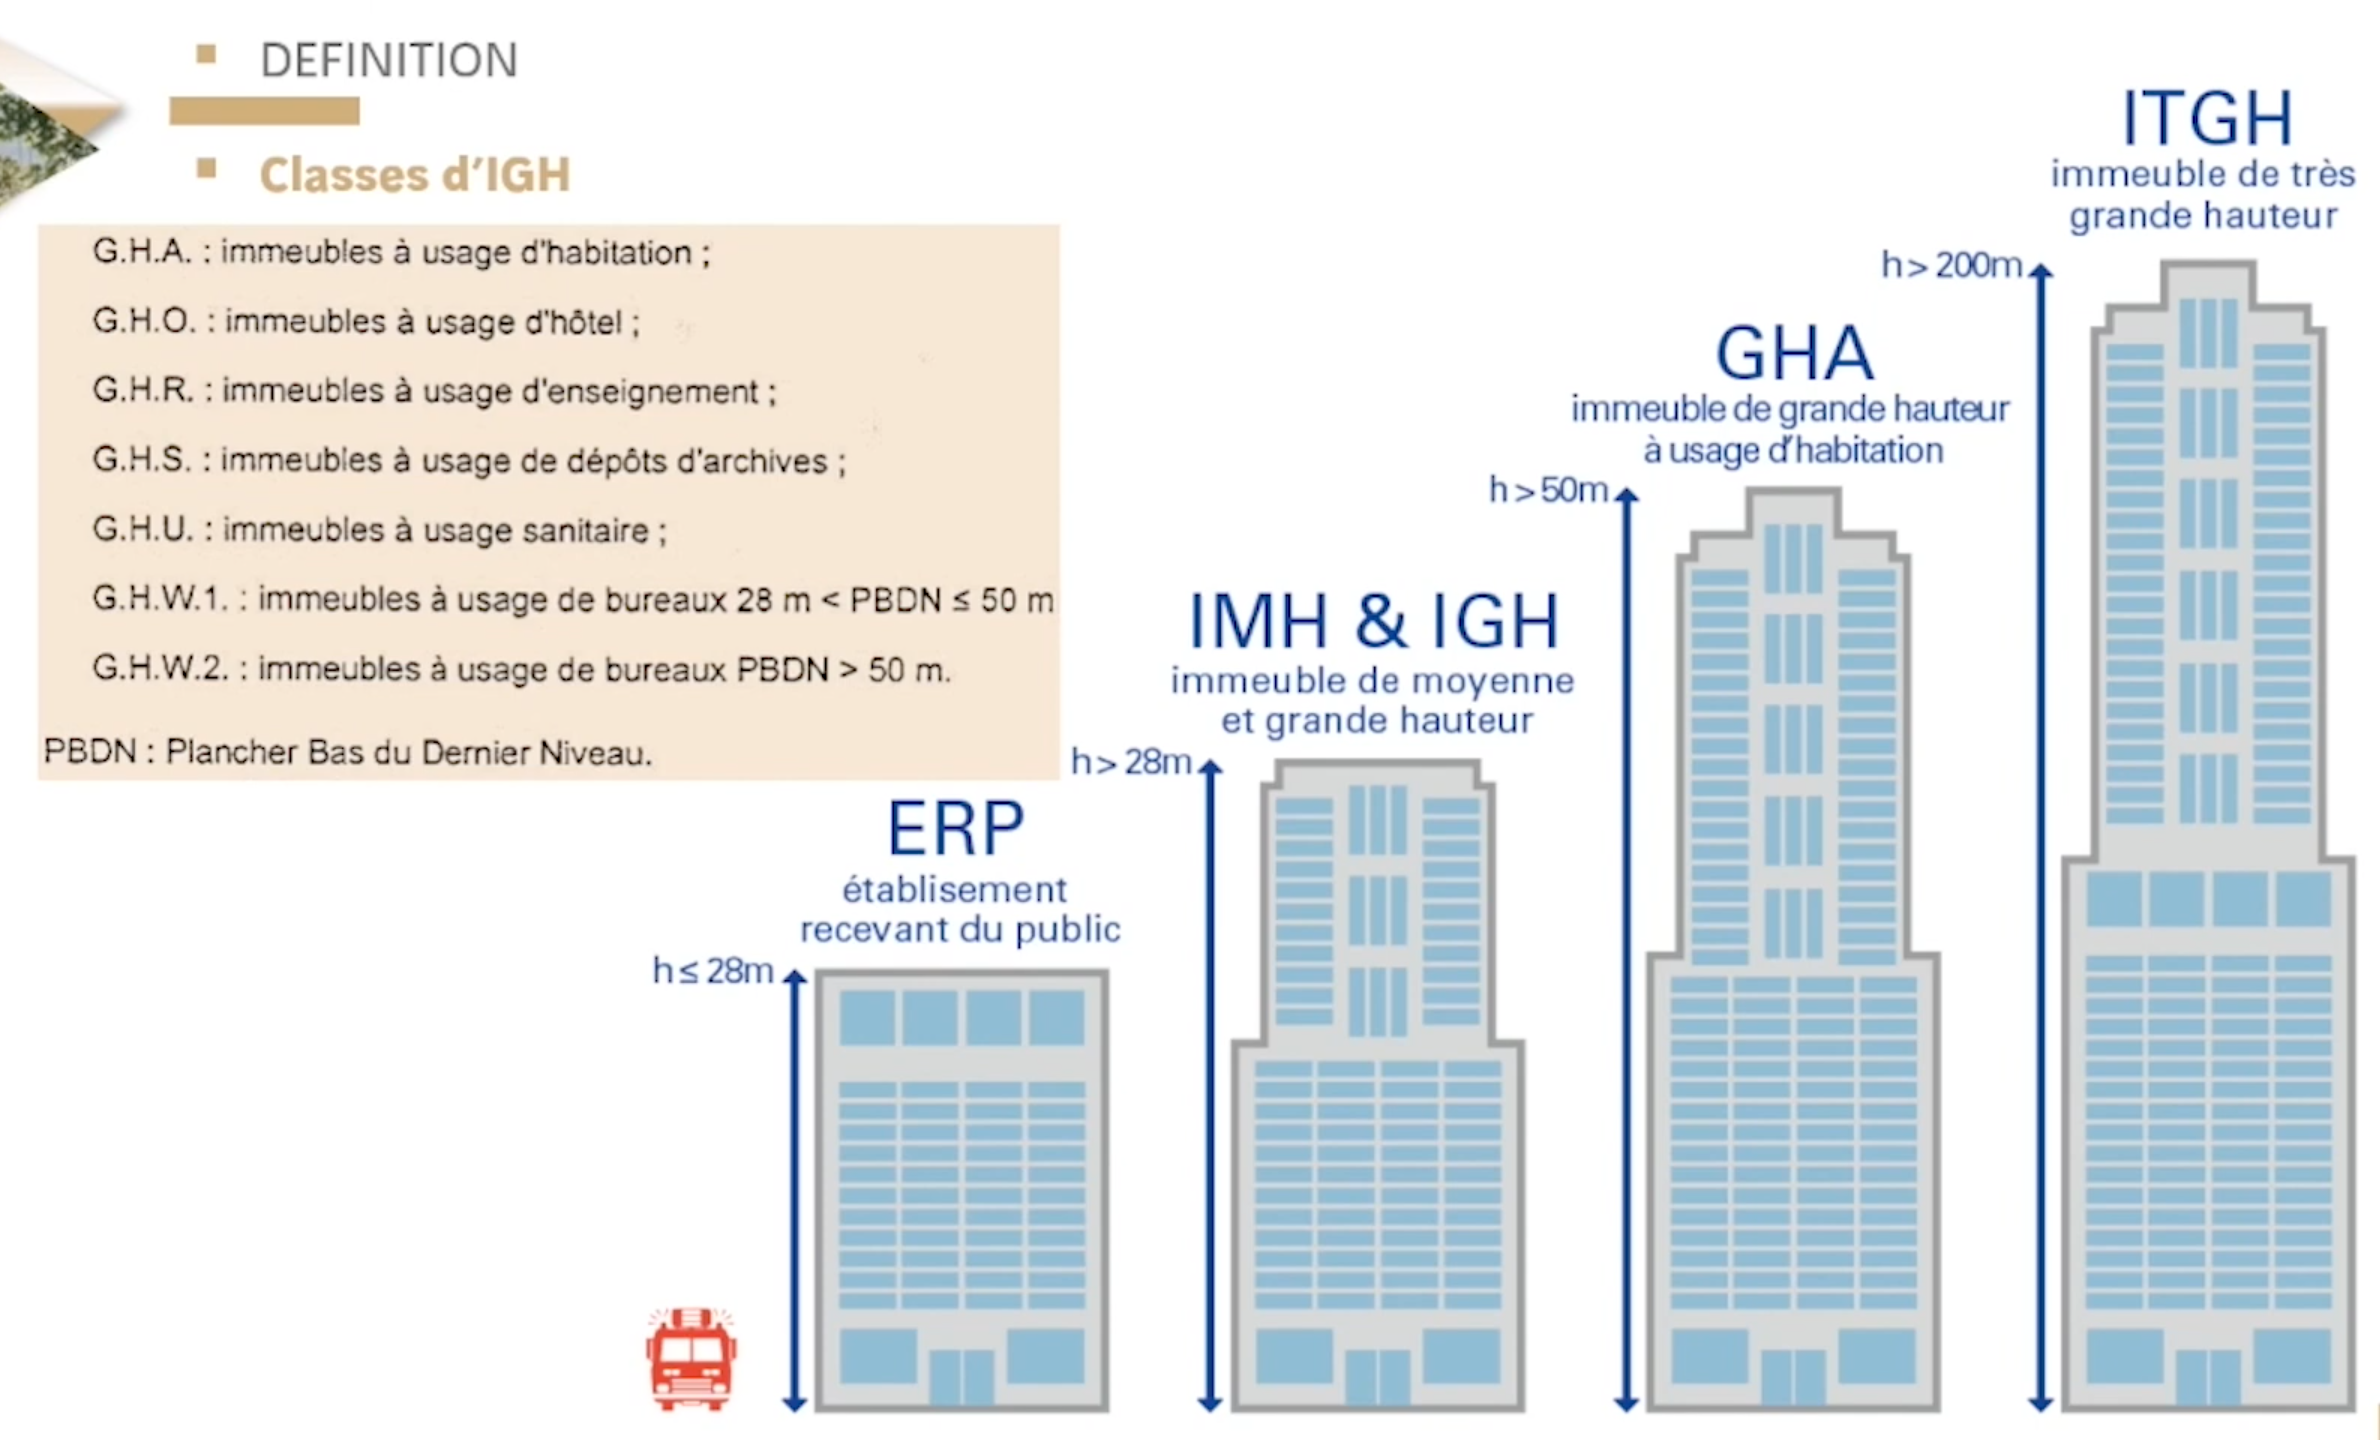 DEFINITION
Classes d'IGH
G.H.A. : immeubles à usage d'habitation ;
G.H.O. : immeubles à usage d'hôtel ;
G.H.R. : immeubles à usage d'enseignement ;
G.H.S. : immeubles à usage de dépôts d'archives ;
G.H.U. : immeubles à usage sanitaire ;
G.H.W.1. : immeubles à usage de bureaux 28 m < PBDN ≤ 50 m
G.H.W.2. : immeubles à usage de bureaux PBDN > 50 m.
PBDN : Plancher Bas du Dernier Niveau.
ERP
établisement
recevant du public
h ≤ 28m
IMH & IGH
immeuble de moyenne
et grande hauteur
h > 28m
GHA
immeuble de grande hauteur
à usage d'habitation
h > 50m
ITGH
immeuble de très
grande hauteur
h > 200m